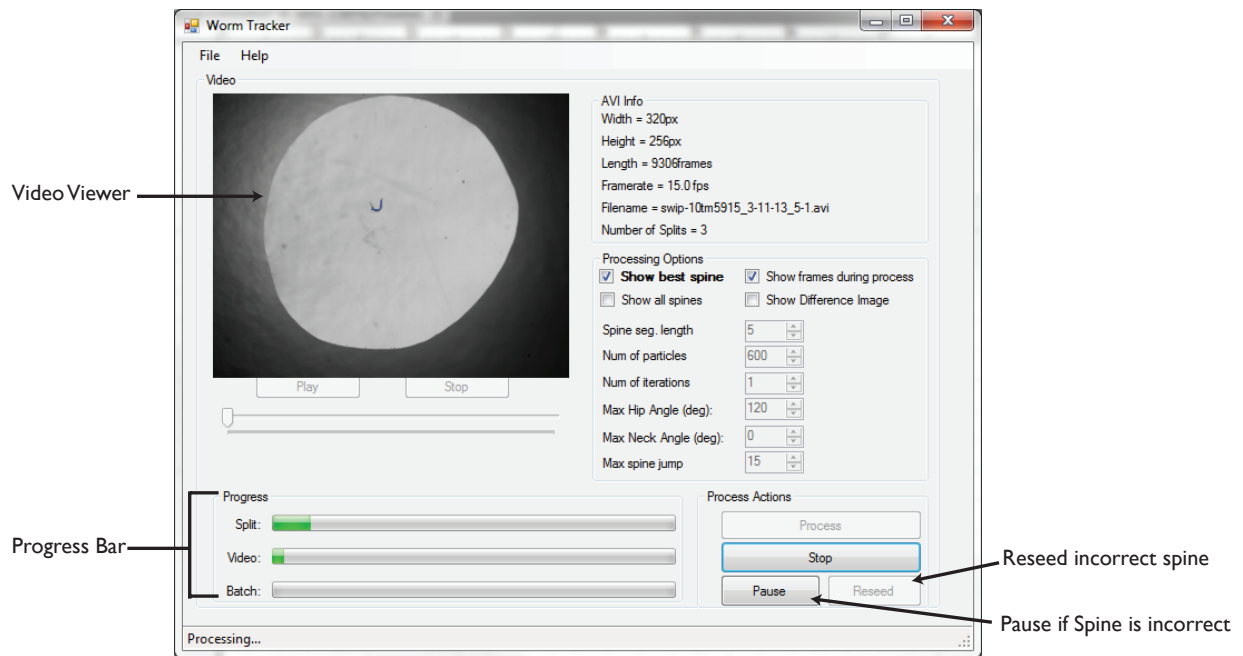 Worm Tracker
File Help
Video
AVI Info
Width = 320px
Height = 256px
Length = 9306frames
Framerate = 15.0 fps
Filename = swip-10tm5915_3-11-13_5-1.avi
Number of Splits = 3
Video Viewer
Processing Options
Show best spine Show frames during process
Show all spines Show Difference Image
Spine seg. length 5
Num of particles 600
Num of iterations 1
Max Hip Angle (deg): 120
Max Neck Angle (deg): 0
Max spine jump 15
Play Stop
Progress
Split:
Video:
Batch:
Progress Bar
Process Actions
Process
Stop
Pause Reseed
Reseed incorrect spine
Pause if Spine is incorrect
Processing...